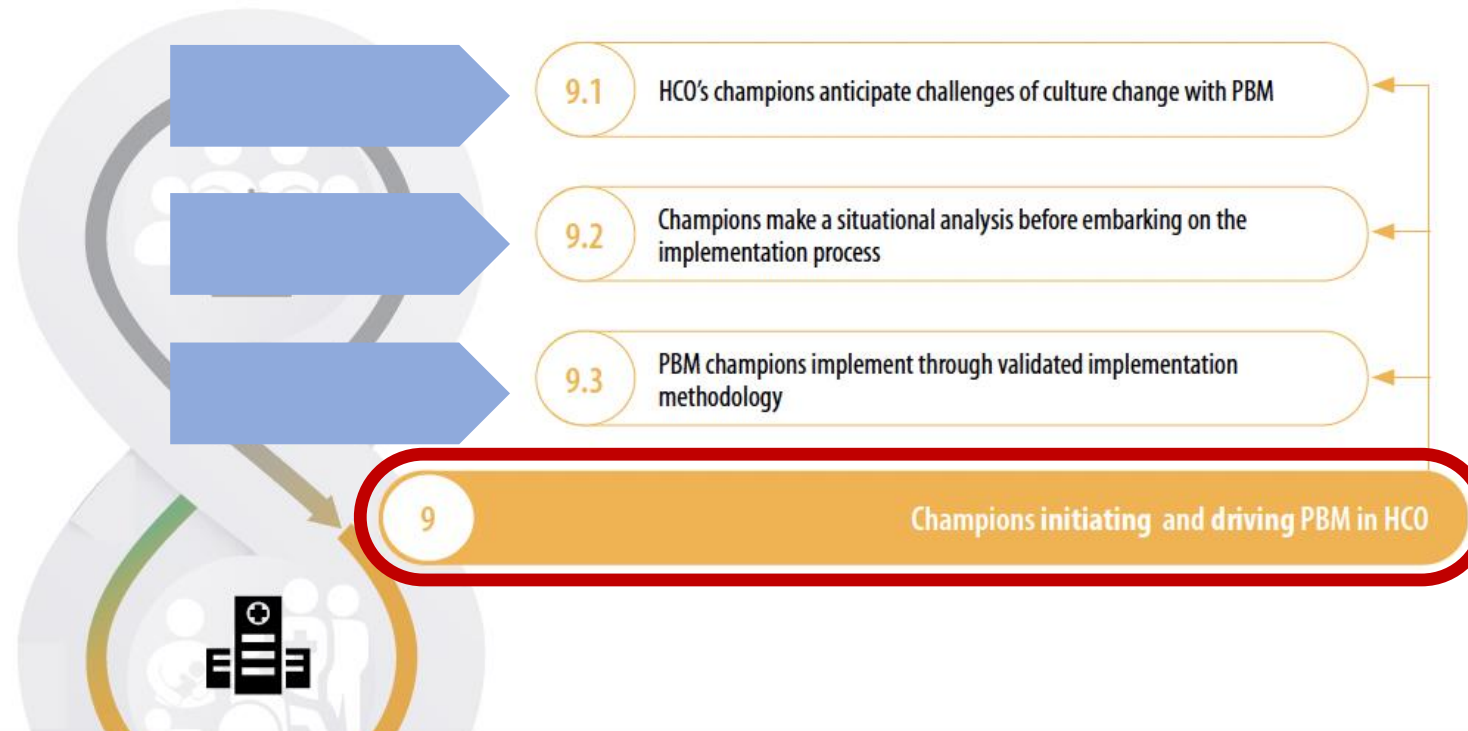 9.1 HCO's champions anticipate challenges of culture change with PBM
9.2 Champions make a situational analysis before embarking on the
implementation process
9.3 PBM champions implement through validated implementation
methodology
9 Champions initiating and driving PBM in HCO